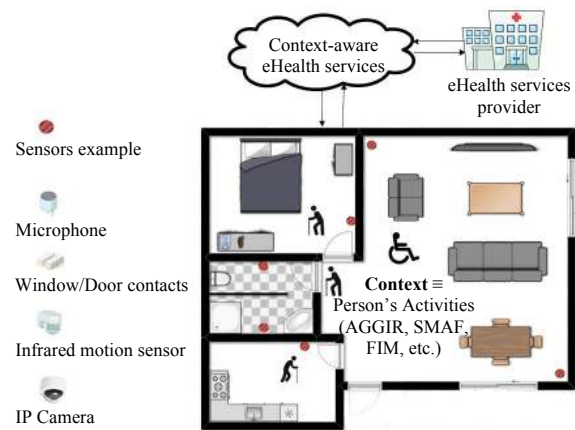 Context-aware
eHealth services
eHealth services
provider
Sensors example
Microphone
Window/Door contacts
Infrared motion sensor
IP Camera
Context ≡
Person's Activities
(AGGIR, SMAF,
FIM, etc.)